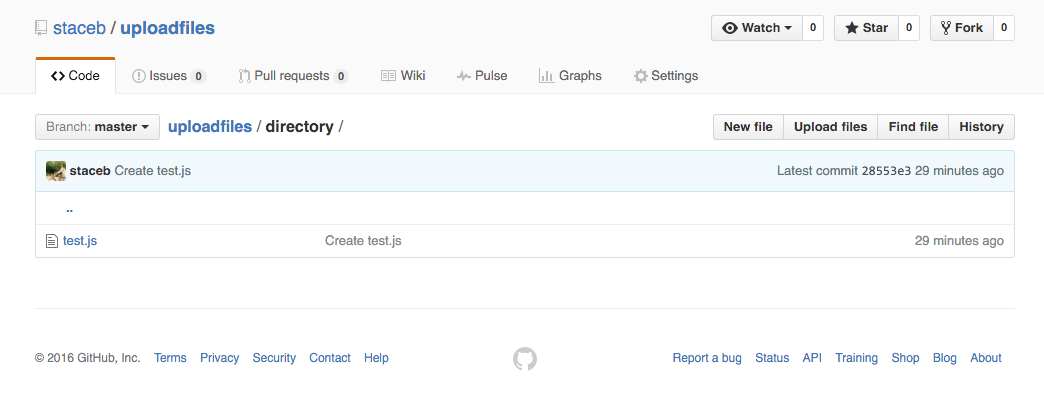 staceb / uploadfiles Watch 0 Star 0 Fork 0
Code Issues 0 Pull requests 0 Wiki Pulse Graphs Settings
Branch: master uploadfiles / directory / New file Upload files Find file History
staceb Create test.js Latest commit 28553e3 29 minutes ago
..
test.js Create test.js 29 minutes ago
© 2016 GitHub, Inc. Terms Privacy Security Contact Help Report a bug Status API Training Shop Blog About